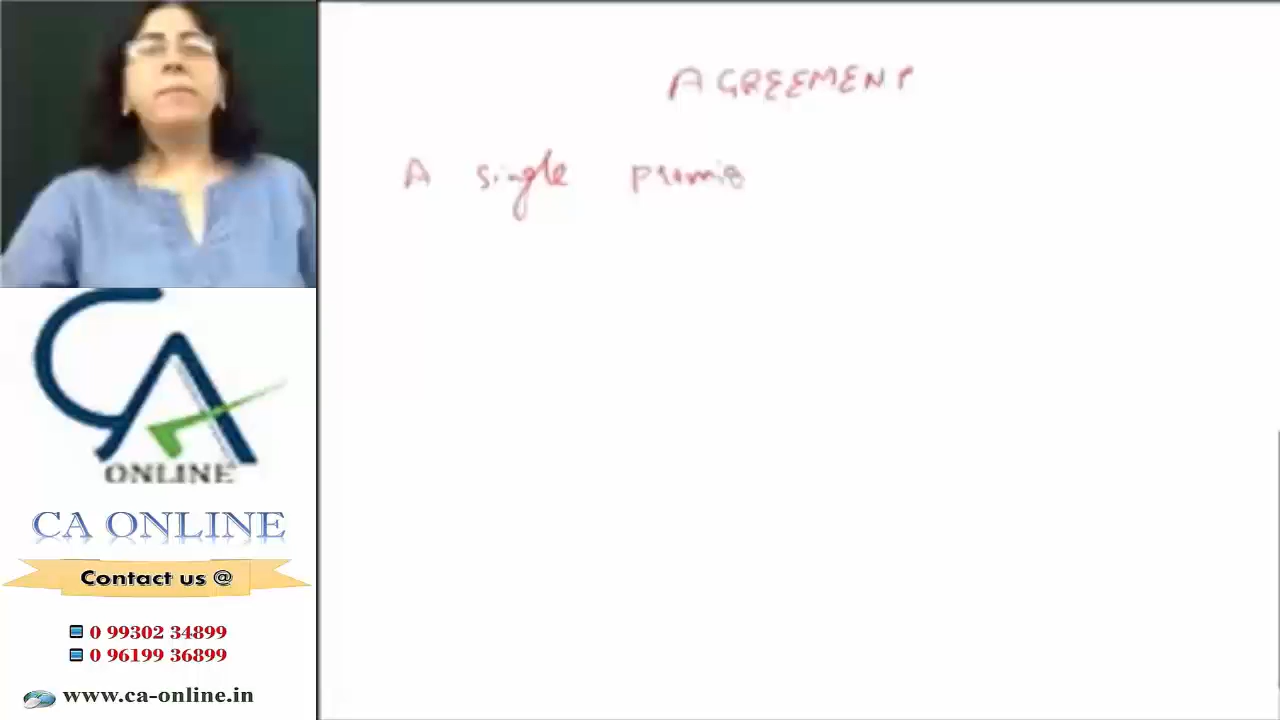 AGREEMENT
A single promis
CA
ONLINE
CA ONLINE
Contact us @
0 99302 34899
0 96199 36899
www.ca-online.in